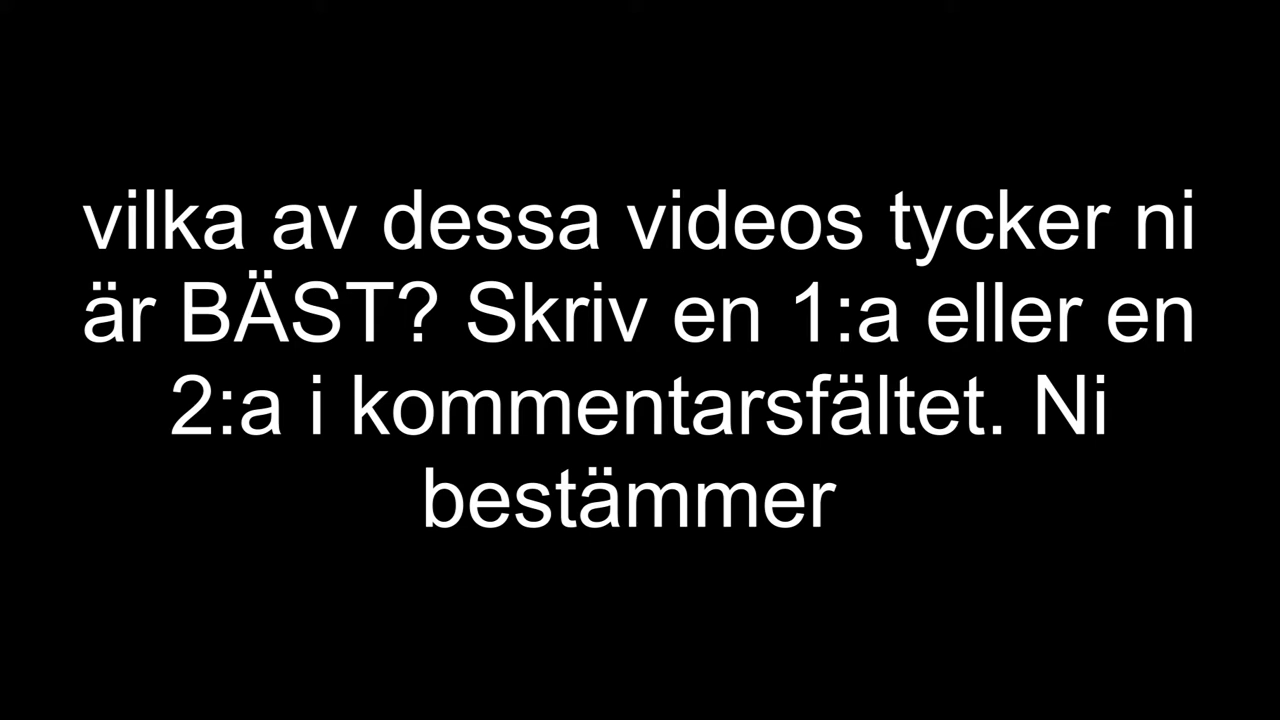 vilka av dessa videos tycker ni
är BÄST? Skriv en 1:a eller en
2:a i kommentarsfältet. Ni
bestämmer